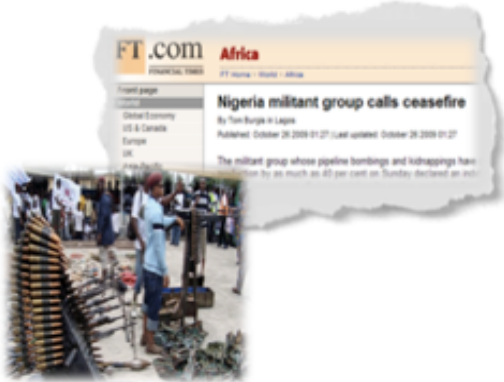 FT.com
FINANCIAL TIMES
Africa
FT Home > World > Africa
Front page
World
Global Economy
US & Canada
Europe
UK
Asia-Pacific
Nigeria militant group calls ceasefire
By Tom Burgis in Lagos
Published: October 26 2009 01:27 | Last updated: October 26 2009 01:27
The militant group whose pipeline bombings and kidnappings have
by as much as 40 per cent on Sunday declared an